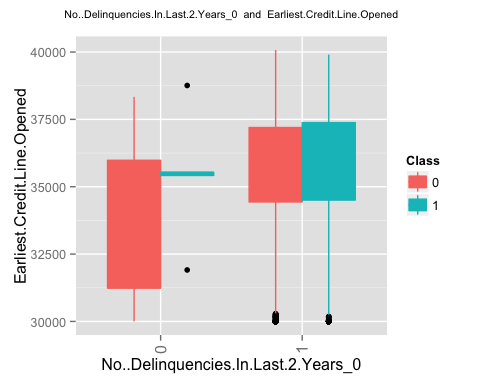 No..Delinquencies.In.Last.2.Years_0 and Earliest.Credit.Line.Opened
40000
37500
35000
32500
30000
Earliest.Credit.Line.Opened
0
1
No..Delinquencies.In.Last.2.Years_0
Class
0
1